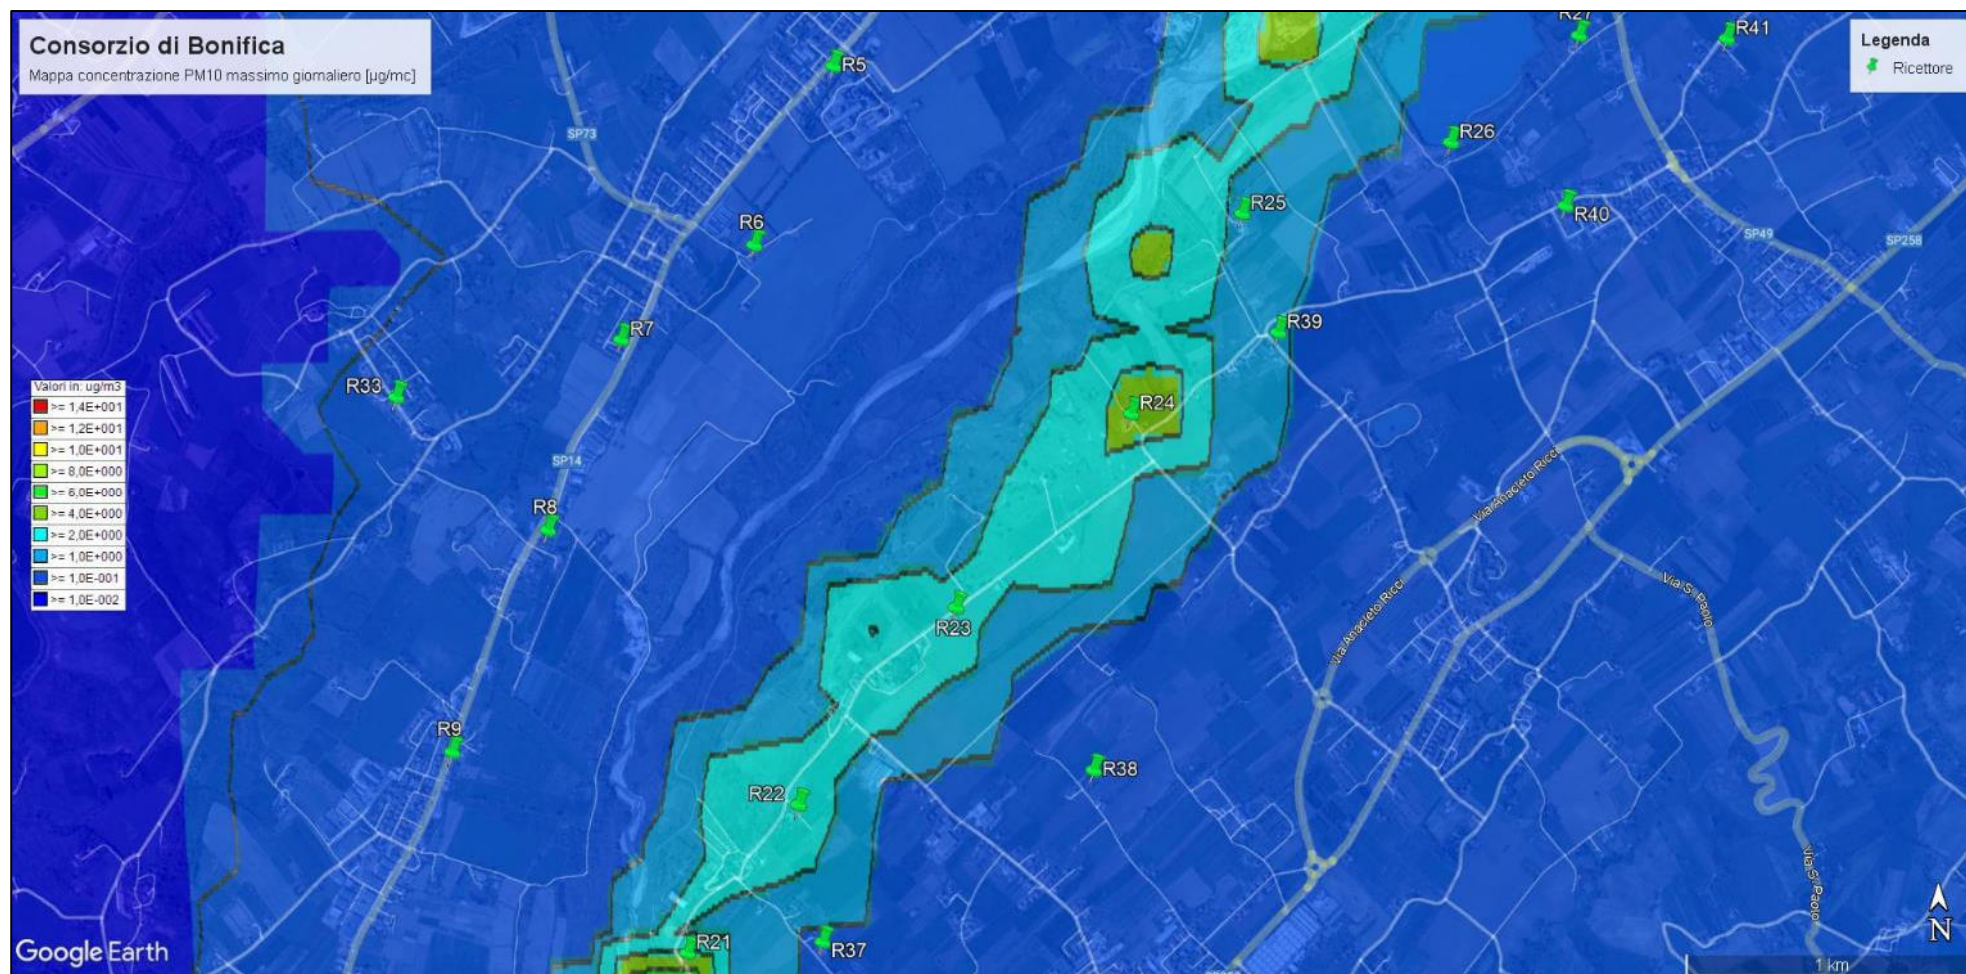 Consorzio di Bonifica
Mappa concentrazione PM10 massimo giornaliero [µg/mc]
Legenda
Ricettore
R27
R41
R5
SP73
R26
R25
R40
R6
SP49
SP258
R39
R7
R33
Valori in: ug/m3
>= 1,4E+001
>= 1,2E+001
>= 1,0E+001
>= 8,0E+000
>= 6,0E+000
>= 4,0E+000
>= 2,0E+000
>= 1,0E+000
>= 1,0E-001
>= 1,0E-002
R24
SP14
Via Anacleto Ricci
R8
Via Anacleto Ricci
Via S. Paolo
R23
R9
R38
R22
Via S. Paolo
R21
R37
N
Google Earth
1 km